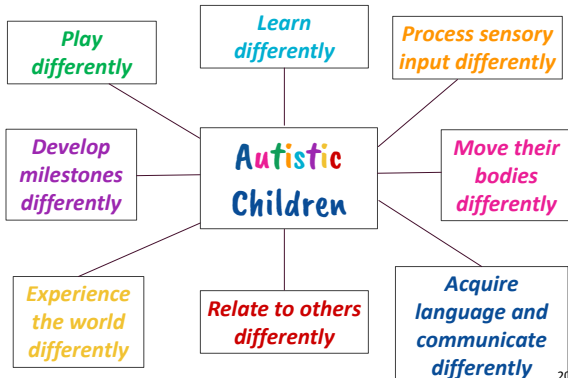 Play
differently
Learn
differently
Process sensory
input differently
Develop
milestones
differently
Autistic
Children
Move their
bodies
differently
Experience
the world
differently
Relate to others
differently
Acquire
language and
communicate
differently
20